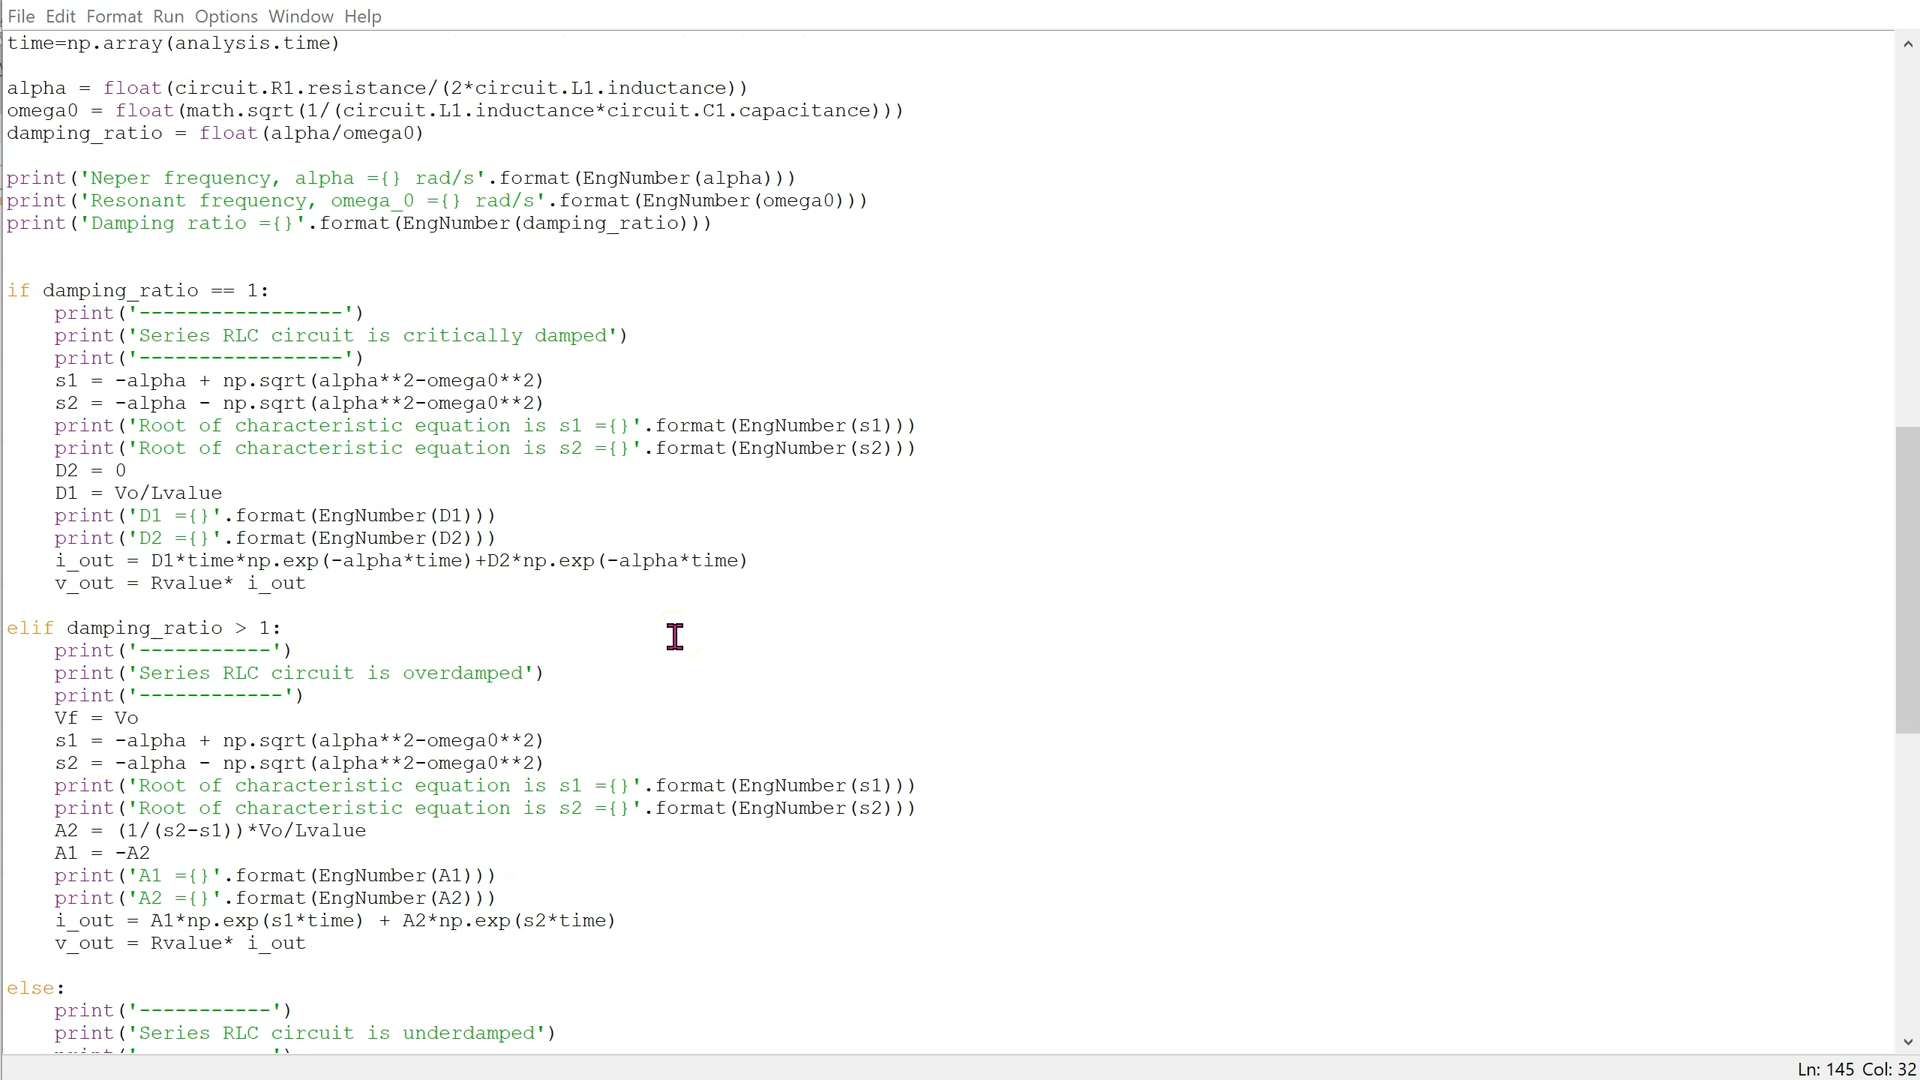 File Edit Format Run Options Window Help
time=np.array(analysis.time)
alpha = float(circuit.R1.resistance/(2*circuit.L1.inductance))
omega0 = float(math.sqrt(1/(circuit.L1.inductance*circuit.C1.capacitance)))
damping_ratio = float(alpha/omega0)
print('Neper frequency, alpha ={} rad/s'.format(EngNumber(alpha)))
print('Resonant frequency, omega_0 ={} rad/s'.format(EngNumber(omega0)))
print('Damping ratio ={}'.format(EngNumber(damping_ratio)))
if damping_ratio == 1:
    print('-----------------')
    print('Series RLC circuit is critically damped')
    print('-----------------')
    s1 = -alpha + np.sqrt(alpha**2-omega0**2)
    s2 = -alpha - np.sqrt(alpha**2-omega0**2)
    print('Root of characteristic equation is s1 ={}'.format(EngNumber(s1)))
    print('Root of characteristic equation is s2 ={}'.format(EngNumber(s2)))
    D2 = 0
    D1 = Vo/Lvalue
    print('D1 ={}'.format(EngNumber(D1)))
    print('D2 ={}'.format(EngNumber(D2)))
    i_out = D1*time*np.exp(-alpha*time)+D2*np.exp(-alpha*time)
    v_out = Rvalue* i_out
elif damping_ratio > 1:
    print('-----------')
    print('Series RLC circuit is overdamped')
    print('------------')
    Vf = Vo
    s1 = -alpha + np.sqrt(alpha**2-omega0**2)
    s2 = -alpha - np.sqrt(alpha**2-omega0**2)
    print('Root of characteristic equation is s1 ={}'.format(EngNumber(s1)))
    print('Root of characteristic equation is s2 ={}'.format(EngNumber(s2)))
    A2 = (1/(s2-s1))*Vo/Lvalue
    A1 = -A2
    print('A1 ={}'.format(EngNumber(A1)))
    print('A2 ={}'.format(EngNumber(A2)))
    i_out = A1*np.exp(s1*time) + A2*np.exp(s2*time)
    v_out = Rvalue* i_out
else:
    print('-----------')
    print('Series RLC circuit is underdamped')
Ln: 145 Col: 32